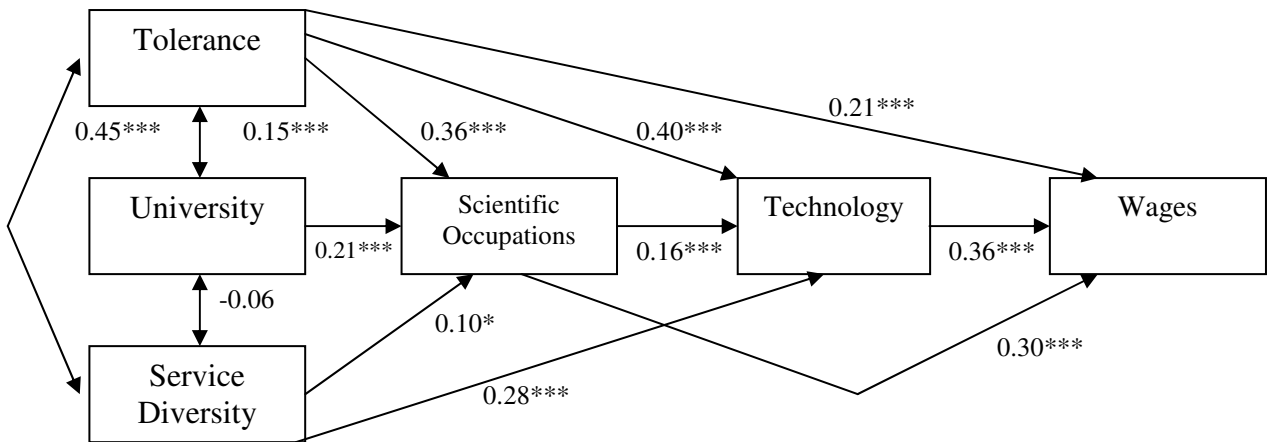 Tolerance
0.21***
0.45***
0.15***
0.36***
0.40***
University
Scientific
Occupations
Technology
Wages
0.21***
0.16***
0.36***
-0.06
0.10*
0.30***
Service
Diversity
0.28***